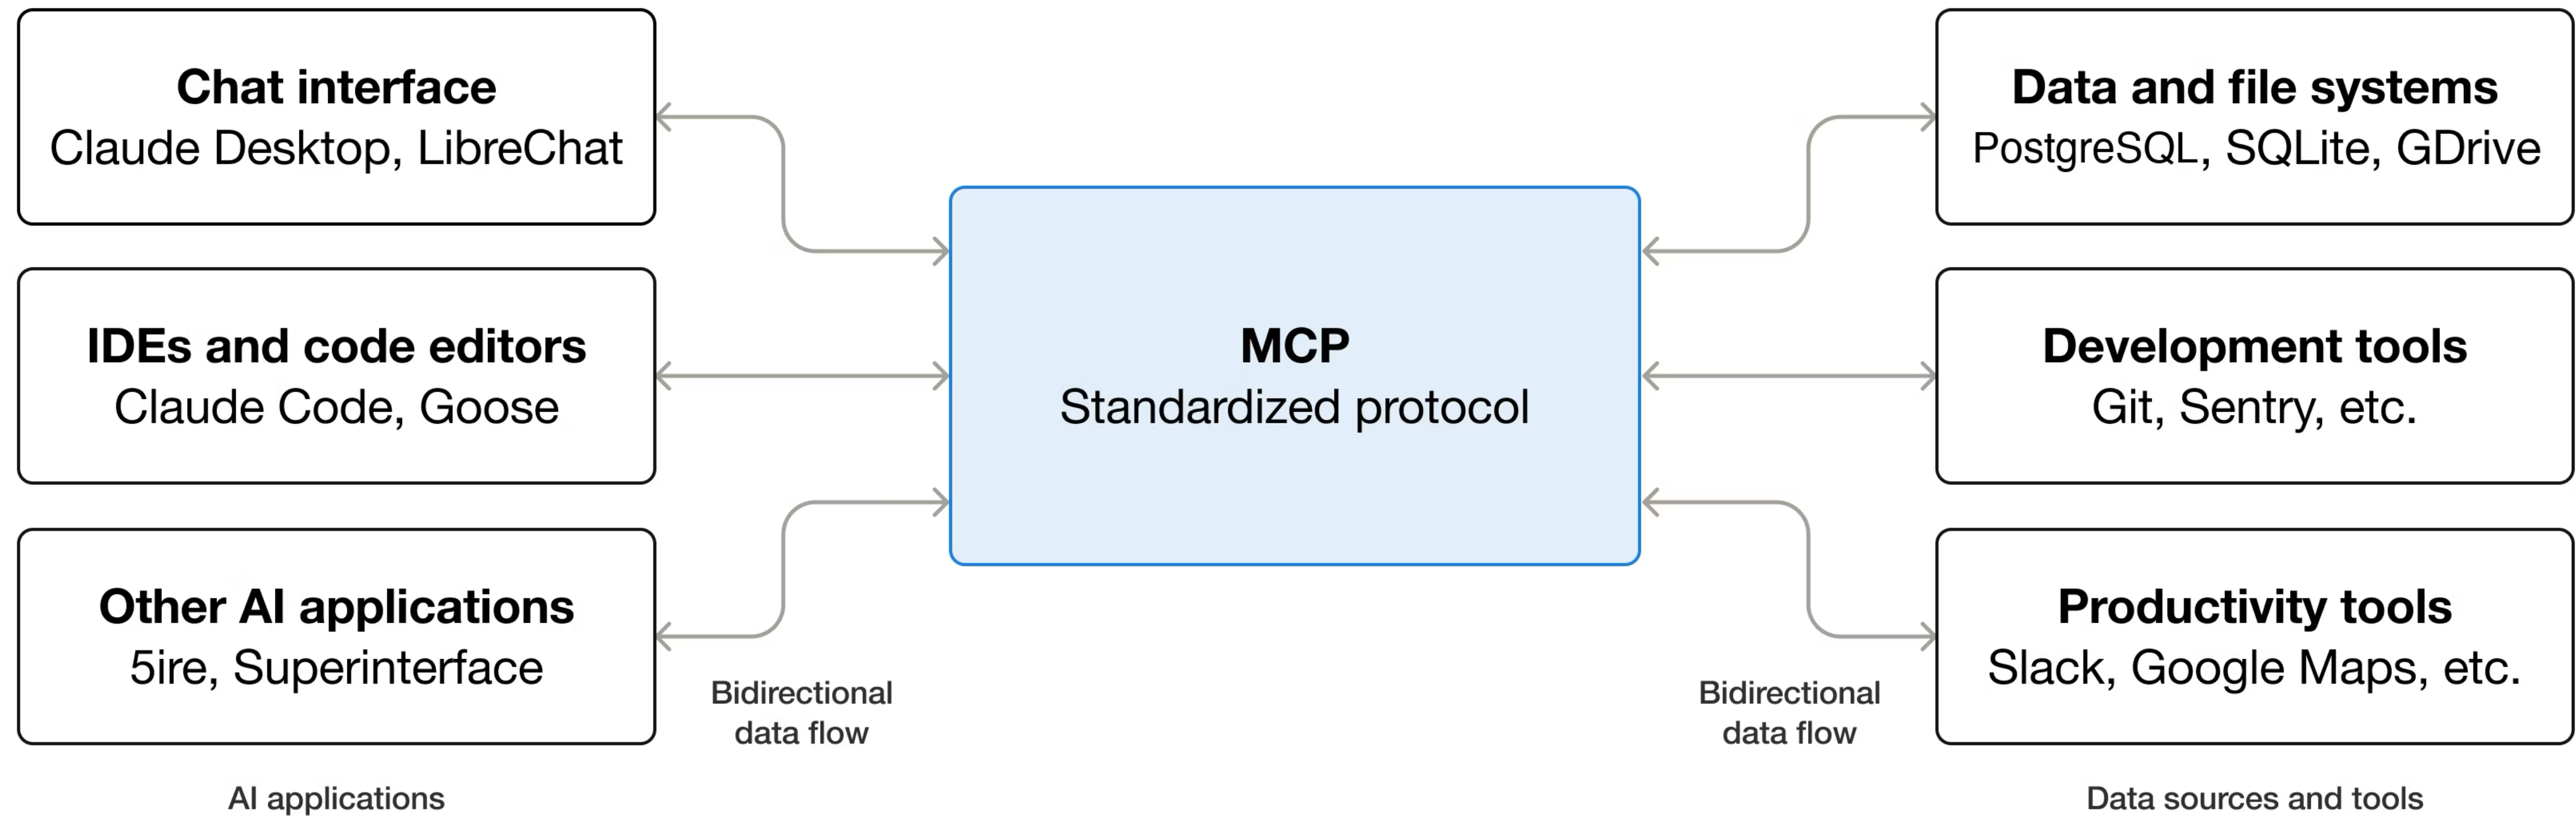 Chat interface
Claude Desktop, LibreChat
IDEs and code editors
Claude Code, Goose
Other AI applications
5ire, Superinterface
AI applications
Bidirectional
data flow
MCP
Standardized protocol
Bidirectional
data flow
Data and file systems
PostgreSQL, SQLite, GDrive
Development tools
Git, Sentry, etc.
Productivity tools
Slack, Google Maps, etc.
Data sources and tools